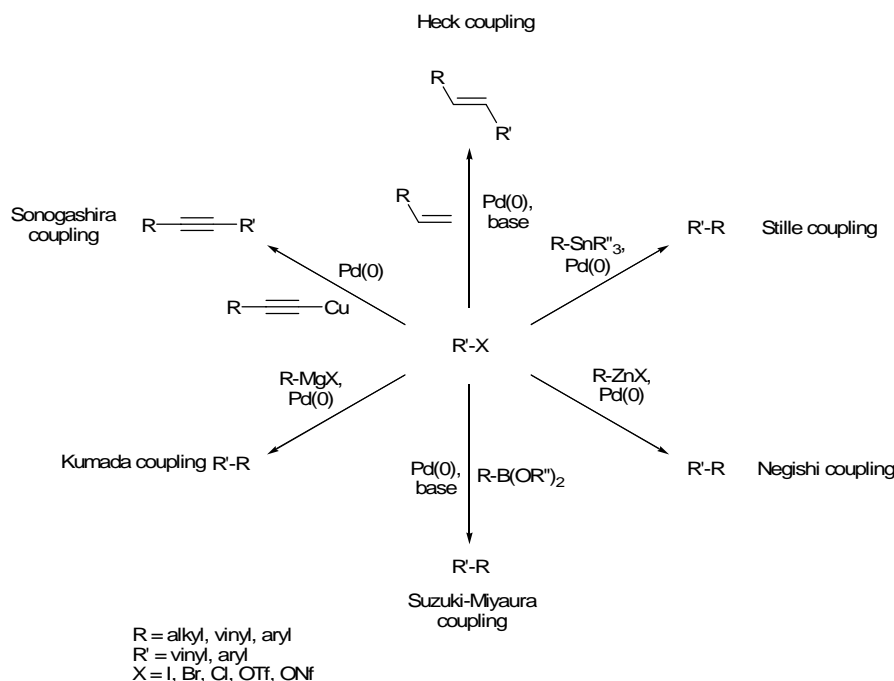 Heck coupling
R
R'
R
Pd(0),
base
Sonogashira
coupling
R
R'
Pd(0)
R
Cu
R-SnR"₃,
Pd(0)
R'-R
Stille coupling
R'-X
R-MgX,
Pd(0)
Kumada coupling R'-R
R-ZnX,
Pd(0)
R'-R
Negishi coupling
Pd(0),
base
R-B(OR")₂
R'-R
Suzuki-Miyaura
coupling
R = alkyl, vinyl, aryl
R' = vinyl, aryl
X = I, Br, Cl, OTf, ONf